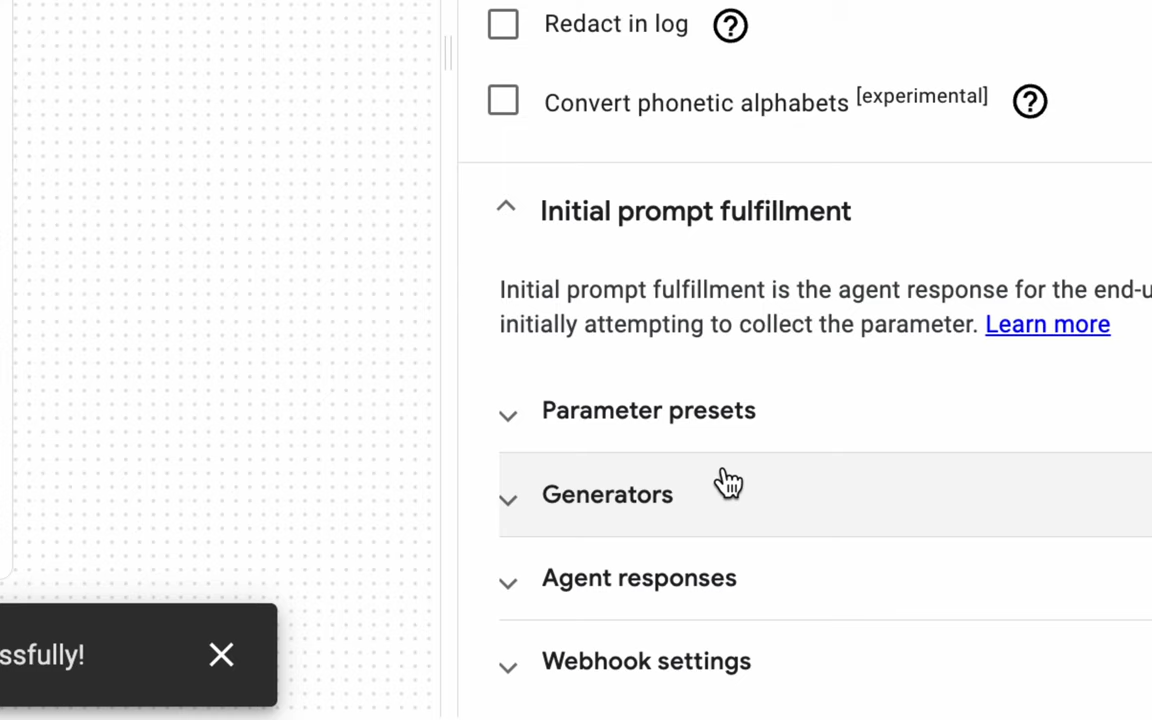 Redact in log
Convert phonetic alphabets [experimental]
Initial prompt fulfillment
Initial prompt fulfillment is the agent response for the end-u
initially attempting to collect the parameter. Learn more
Parameter presets
Generators
Agent responses
ssfully!
Webhook settings